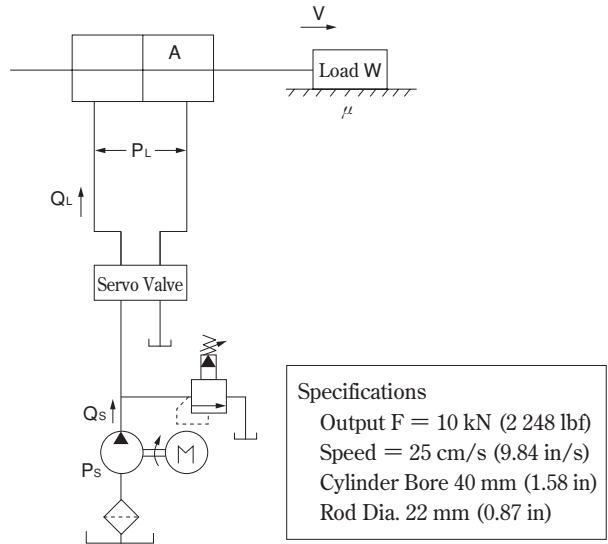 V
A
Load W
μ
PL
QL
Servo Valve
QS
PS
M
Specifications
Output F = 10 kN (2 248 lbf)
Speed = 25 cm/s (9.84 in/s)
Cylinder Bore 40 mm (1.58 in)
Rod Dia. 22 mm (0.87 in)